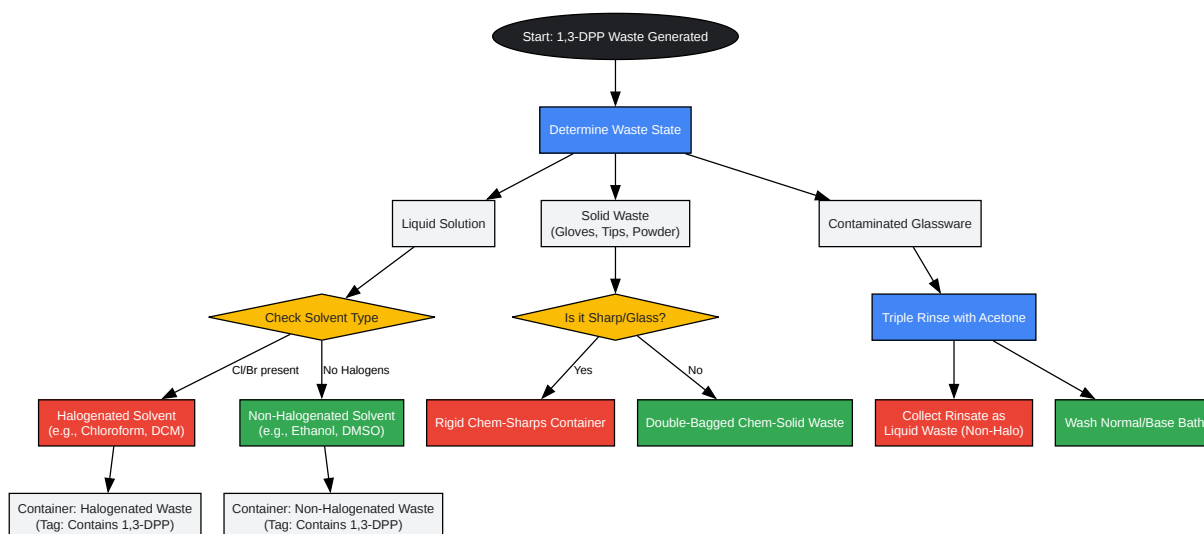 Start: 1,3-DPP Waste Generated
Determine Waste State
Liquid Solution
Solid Waste
(Gloves, Tips, Powder)
Contaminated Glassware
Check Solvent Type
Is it Sharp/Glass?
Triple Rinse with Acetone
Cl/Br present
No Halogens
Yes
No
Halogenated Solvent
(e.g., Chloroform, DCM)
Non-Halogenated Solvent
(e.g., Ethanol, DMSO)
Rigid Chem-Sharps Container
Double-Bagged Chem-Solid Waste
Collect Rinsate as
Liquid Waste (Non-Halo)
Wash Normal/Base Bath
Container: Halogenated Waste
(Tag: Contains 1,3-DPP)
Container: Non-Halogenated Waste
(Tag: Contains 1,3-DPP)